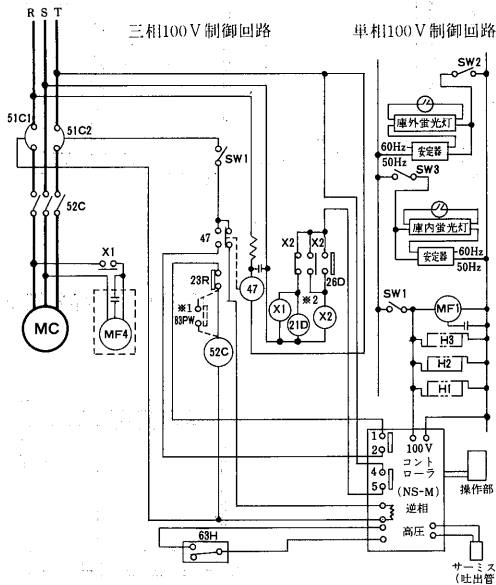 R S T
三相100V制御回路
単相100V制御回路
SW2
庫外蛍光灯
60Hz
安定器
50Hz
SW3
庫内蛍光灯
安定器
60Hz
50Hz
51C1
51C2
SW1
52C
47
X2
X2
26D
X1
23R
※1
83PW
47
※2
X1
21D
X2
SW1
MF1
MC
MF4
52C
H3
H2
H1
1
2
100V
コント
ローラ
4
5
(NS-M)
操作部
逆相
高圧
63H
サーミス
(吐出管